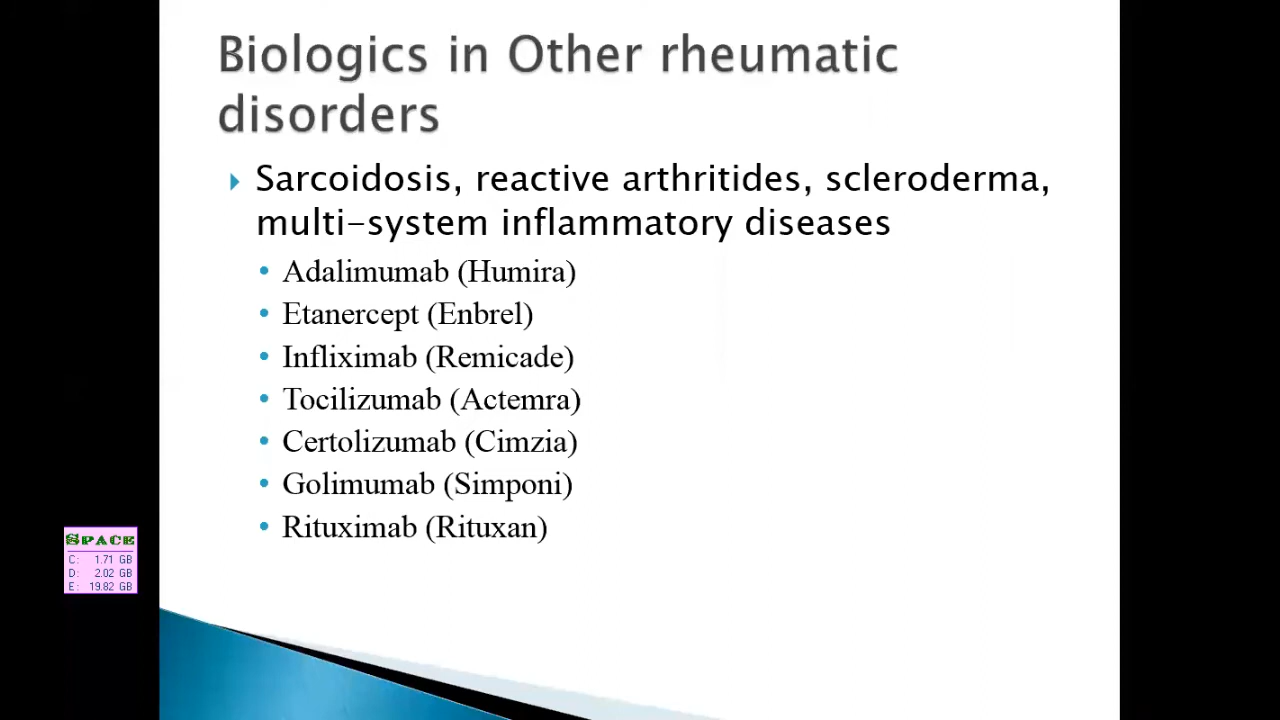 Biologics in Other rheumatic
disorders
Sarcoidosis, reactive arthritides, scleroderma,
multi-system inflammatory diseases
Adalimumab (Humira)
Etanercept (Enbrel)
Infliximab (Remicade)
Tocilizumab (Actemra)
Certolizumab (Cimzia)
Golimumab (Simponi)
Rituximab (Rituxan)
SPACE
C: 1.71 GB
D: 2.02 GB
E: 19.82 GB